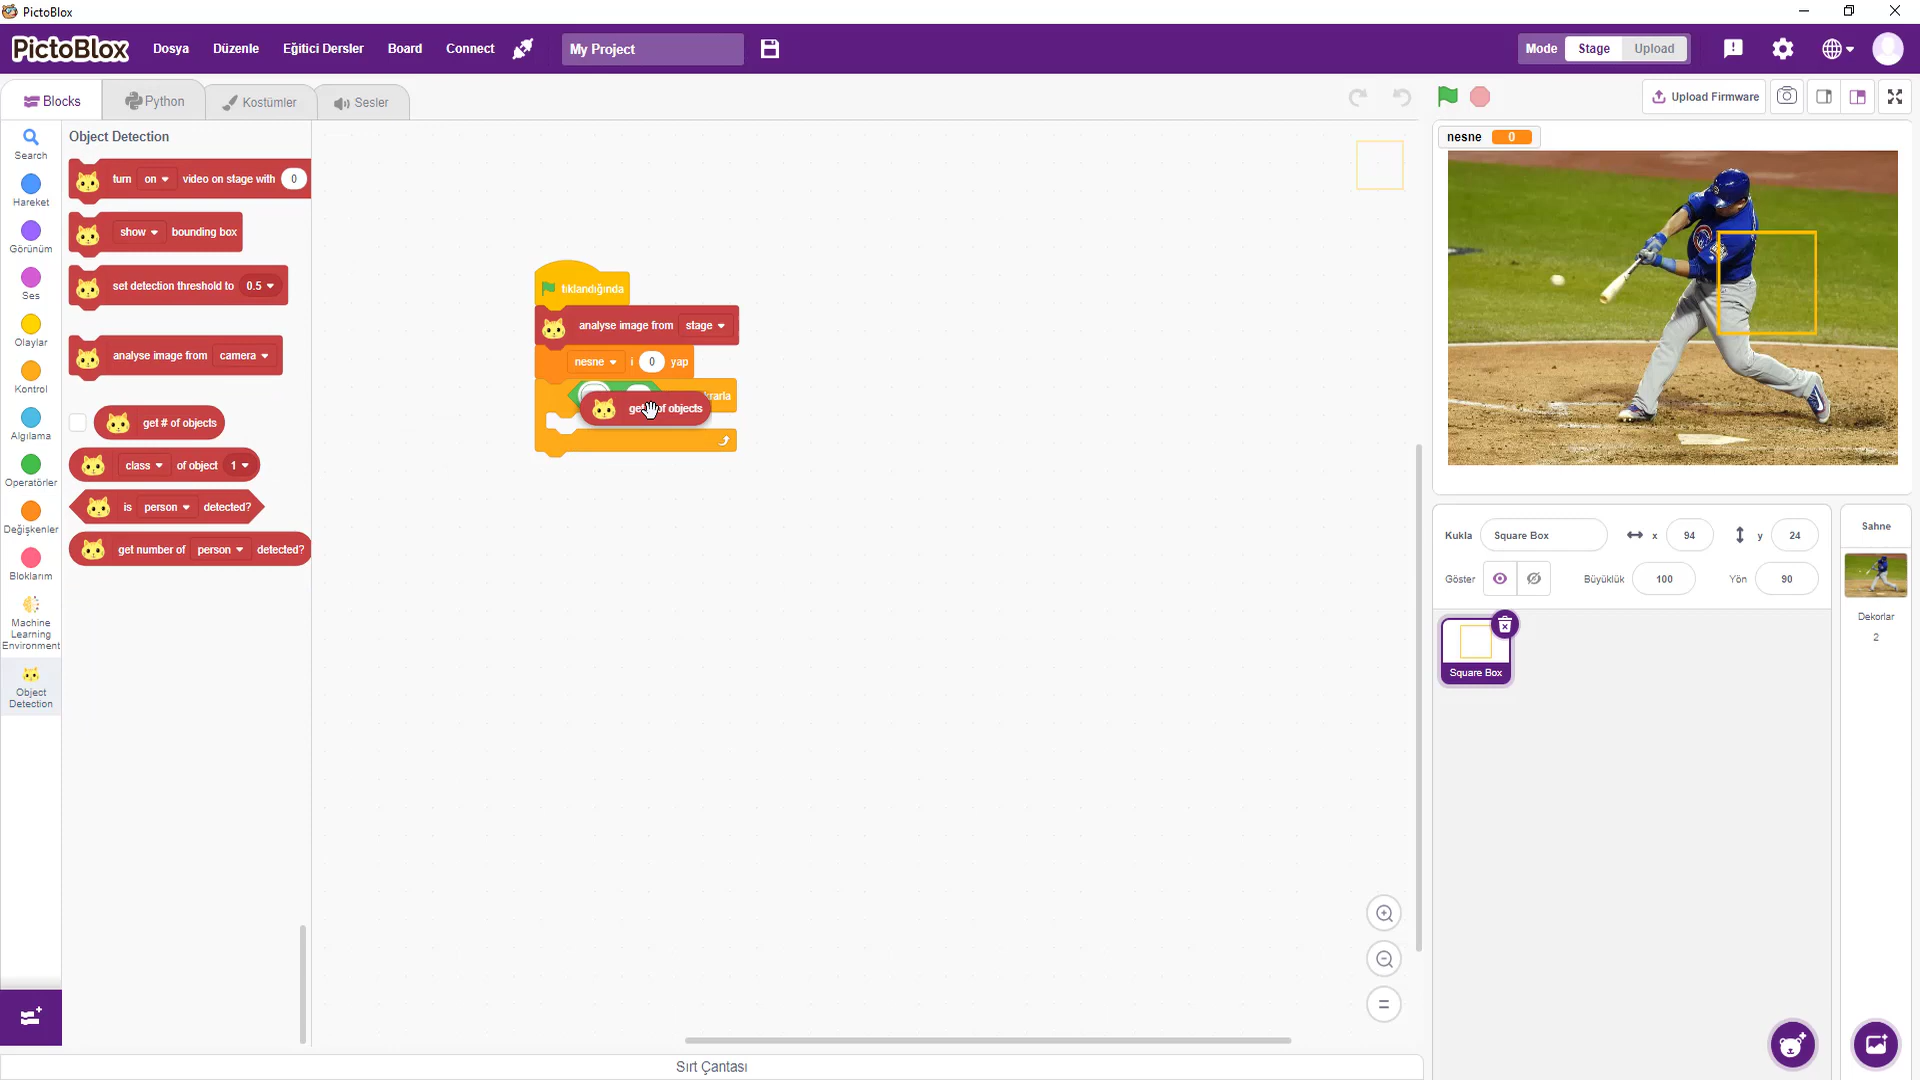 PictoBlox
PictoBlox Dosya Düzenle Eğitici Dersler Board Connect My Project Mode Stage Upload
Blocks Python Kostümler Sesler Upload Firmware
Search
Hareket
Görünüm
Ses
Olaylar
Kontrol
Algılama
Operatörler
Değişkenler
Bloklarım
Machine
Learning
Environment
Object
Detection
Object Detection
turn on video on stage with 0
show bounding box
set detection threshold to 0.5
analyse image from camera
get # of objects
class of object 1
is person detected?
get number of person detected?
tıklandığında
analyse image from stage
nesne i 0 yap
get of objects
Sırt Çantası
nesne 0
Kukla Square Box x 94 y 24
Göster Büyüklük 100 Yön 90
Square Box
Sahne
Dekorlar
2